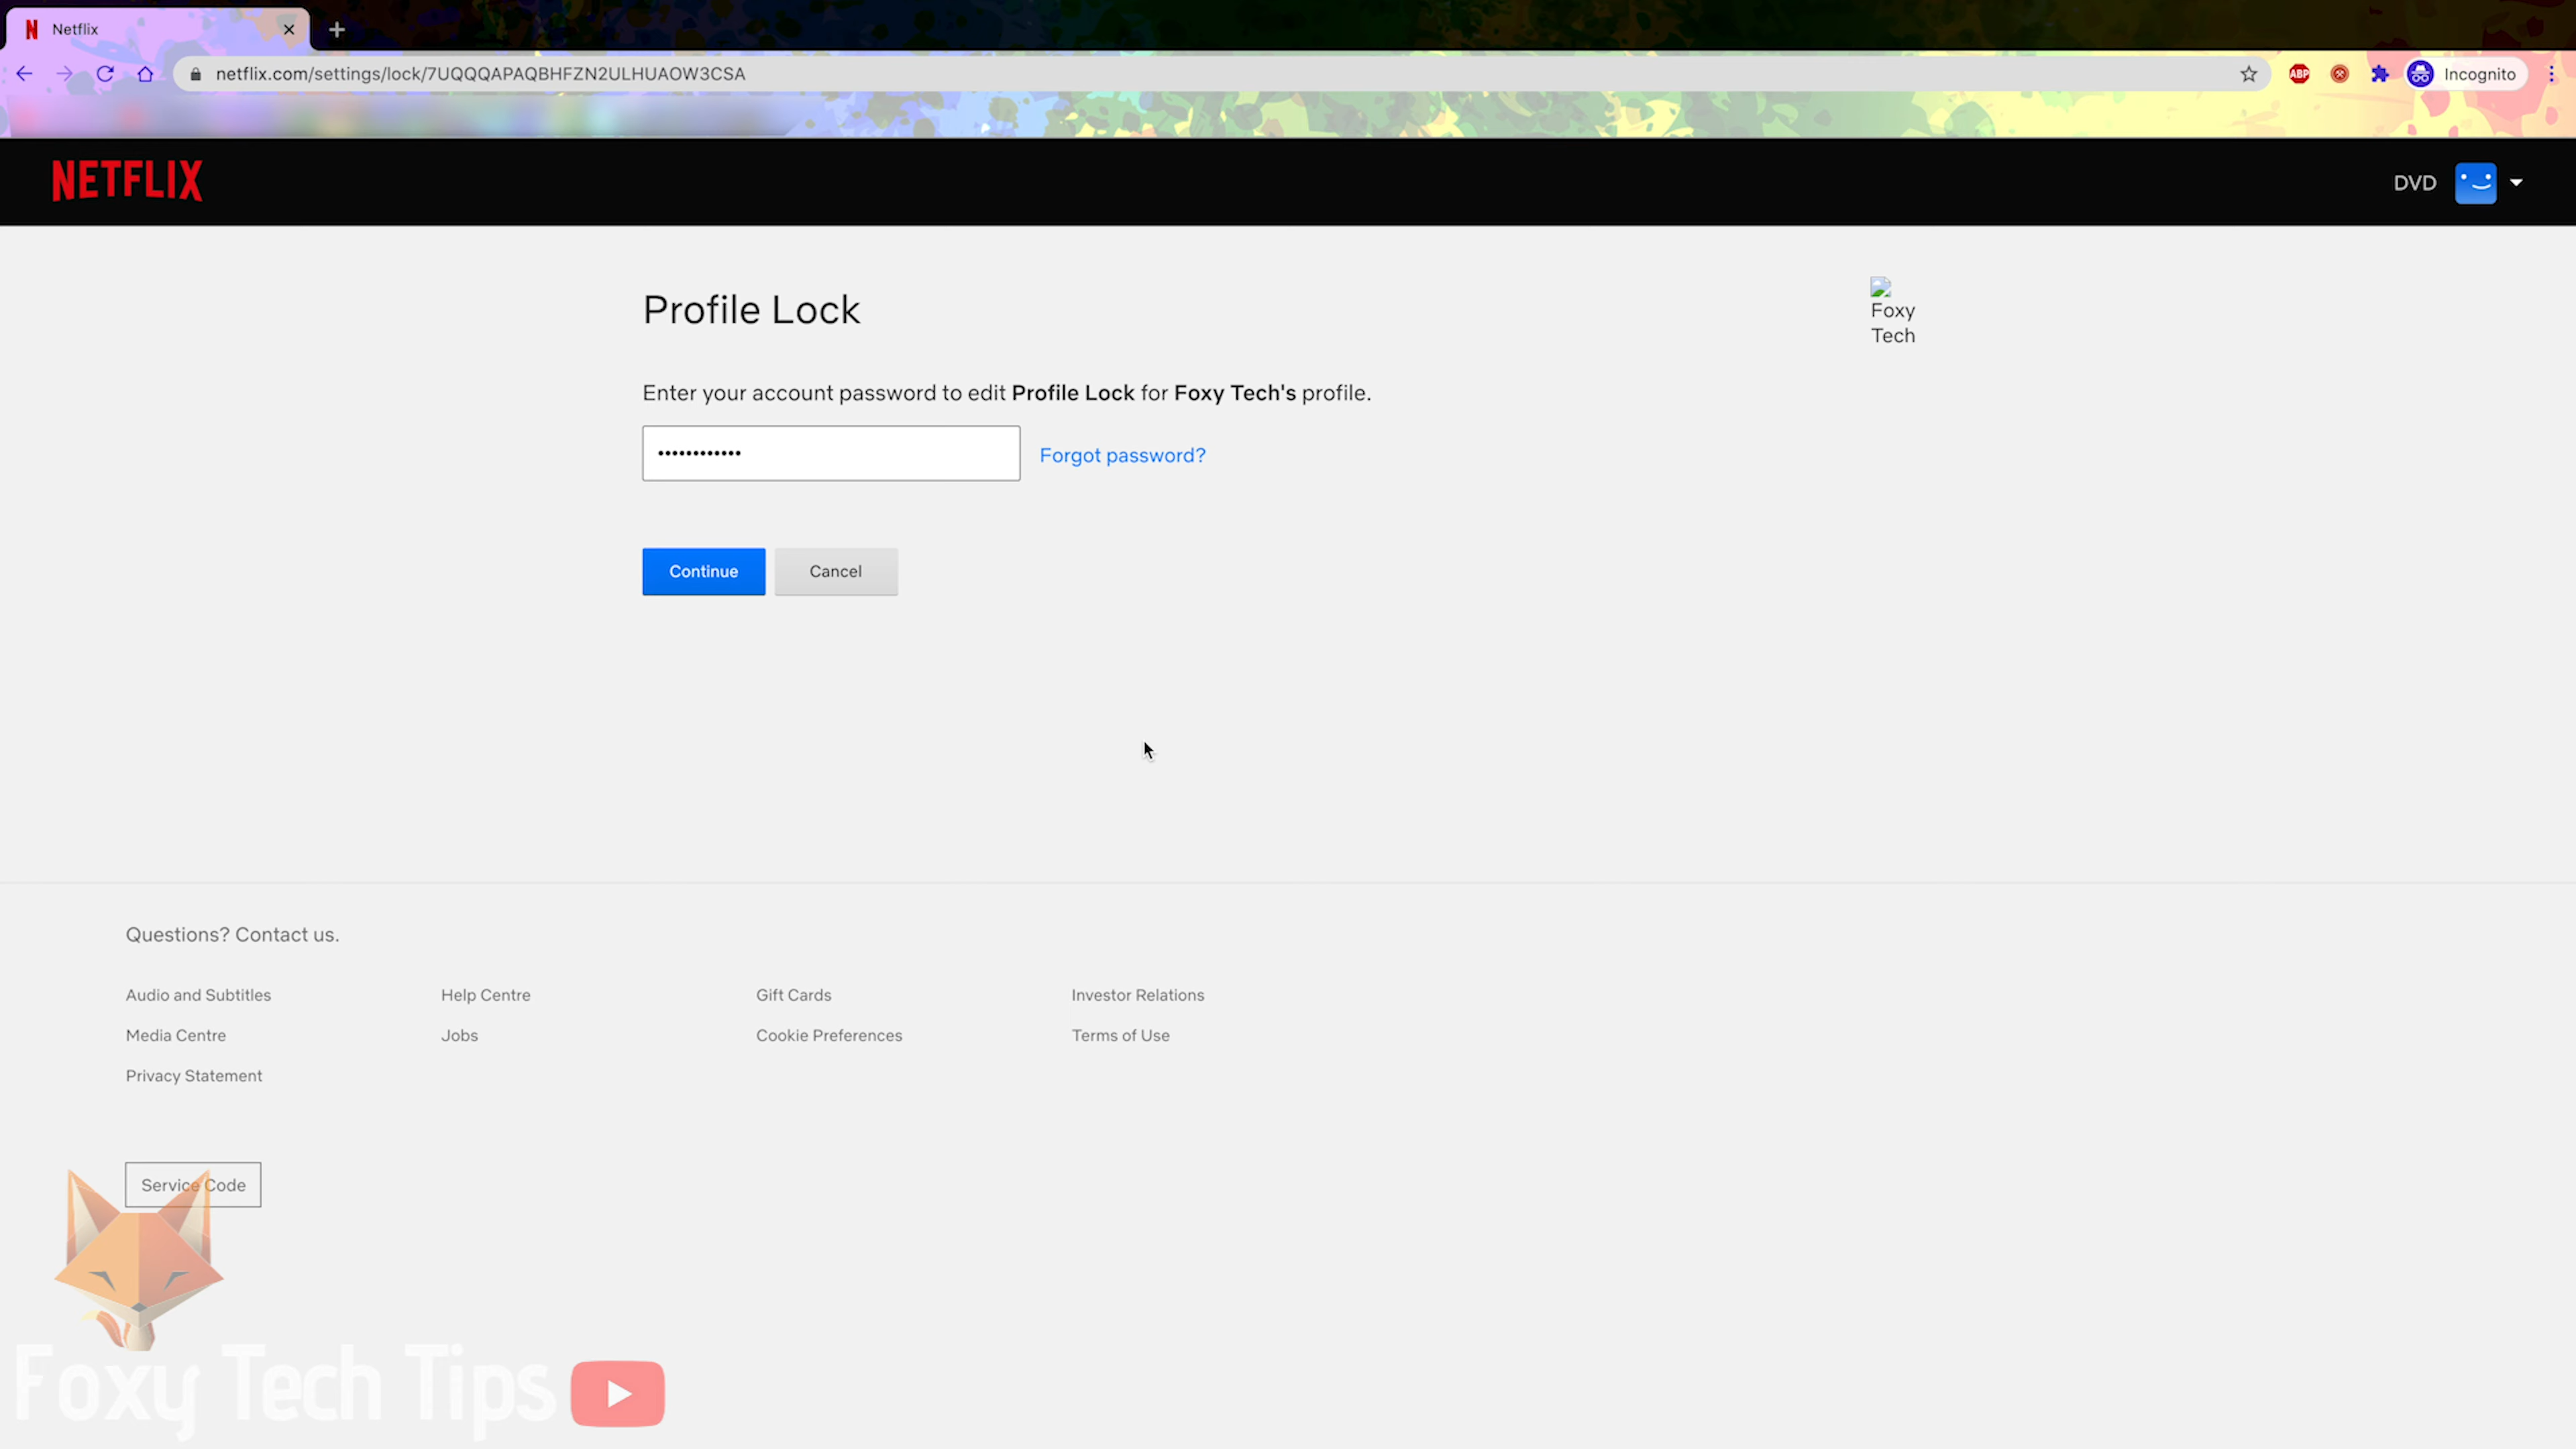 Netflix
netflix.com/settings/lock/7UQQQAPAQBHFZN2ULHUAOW3CSA
ABP
Incognito
NETFLIX
DVD
Profile Lock
Foxy
Tech
Enter your account password to edit Profile Lock for Foxy Tech's profile.
••••••••••••
Forgot password?
Continue
Cancel
Questions? Contact us.
Audio and Subtitles
Help Centre
Gift Cards
Investor Relations
Media Centre
Jobs
Cookie Preferences
Terms of Use
Privacy Statement
Service Code
Foxy Tech Tips